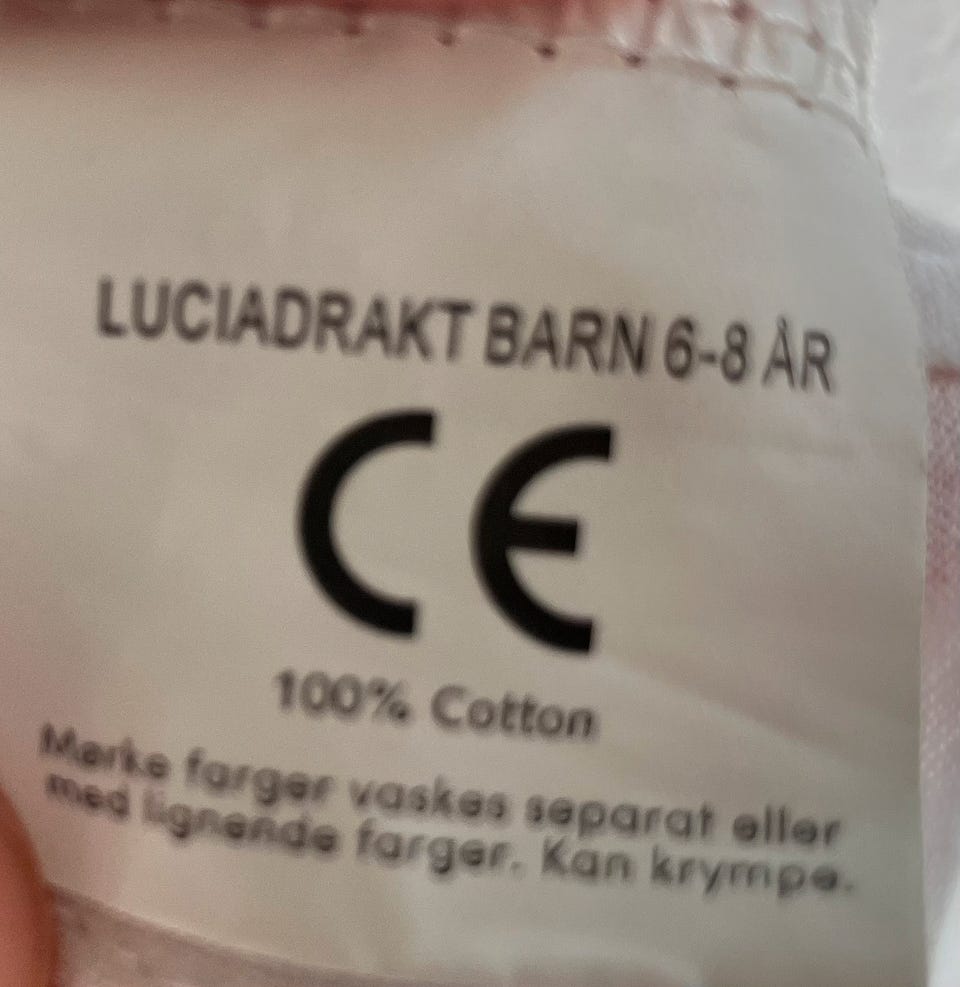 LUCIADRAKT BARN 6-8 ÅR
CE
100% Cotton
Mørke farger vaskes separat eller
med lignende farger. Kan krympe.